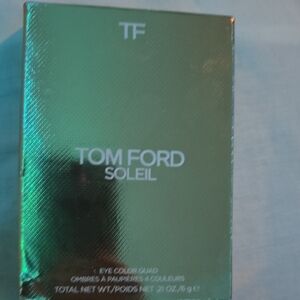 TF
TOM FORD
SOLEIL
EYE COLOR QUAD
OMBRES À PAUPIÈRES 4 COULEURS
TOTAL NET WT./POIDS NET .21 OZ./6 g ℮